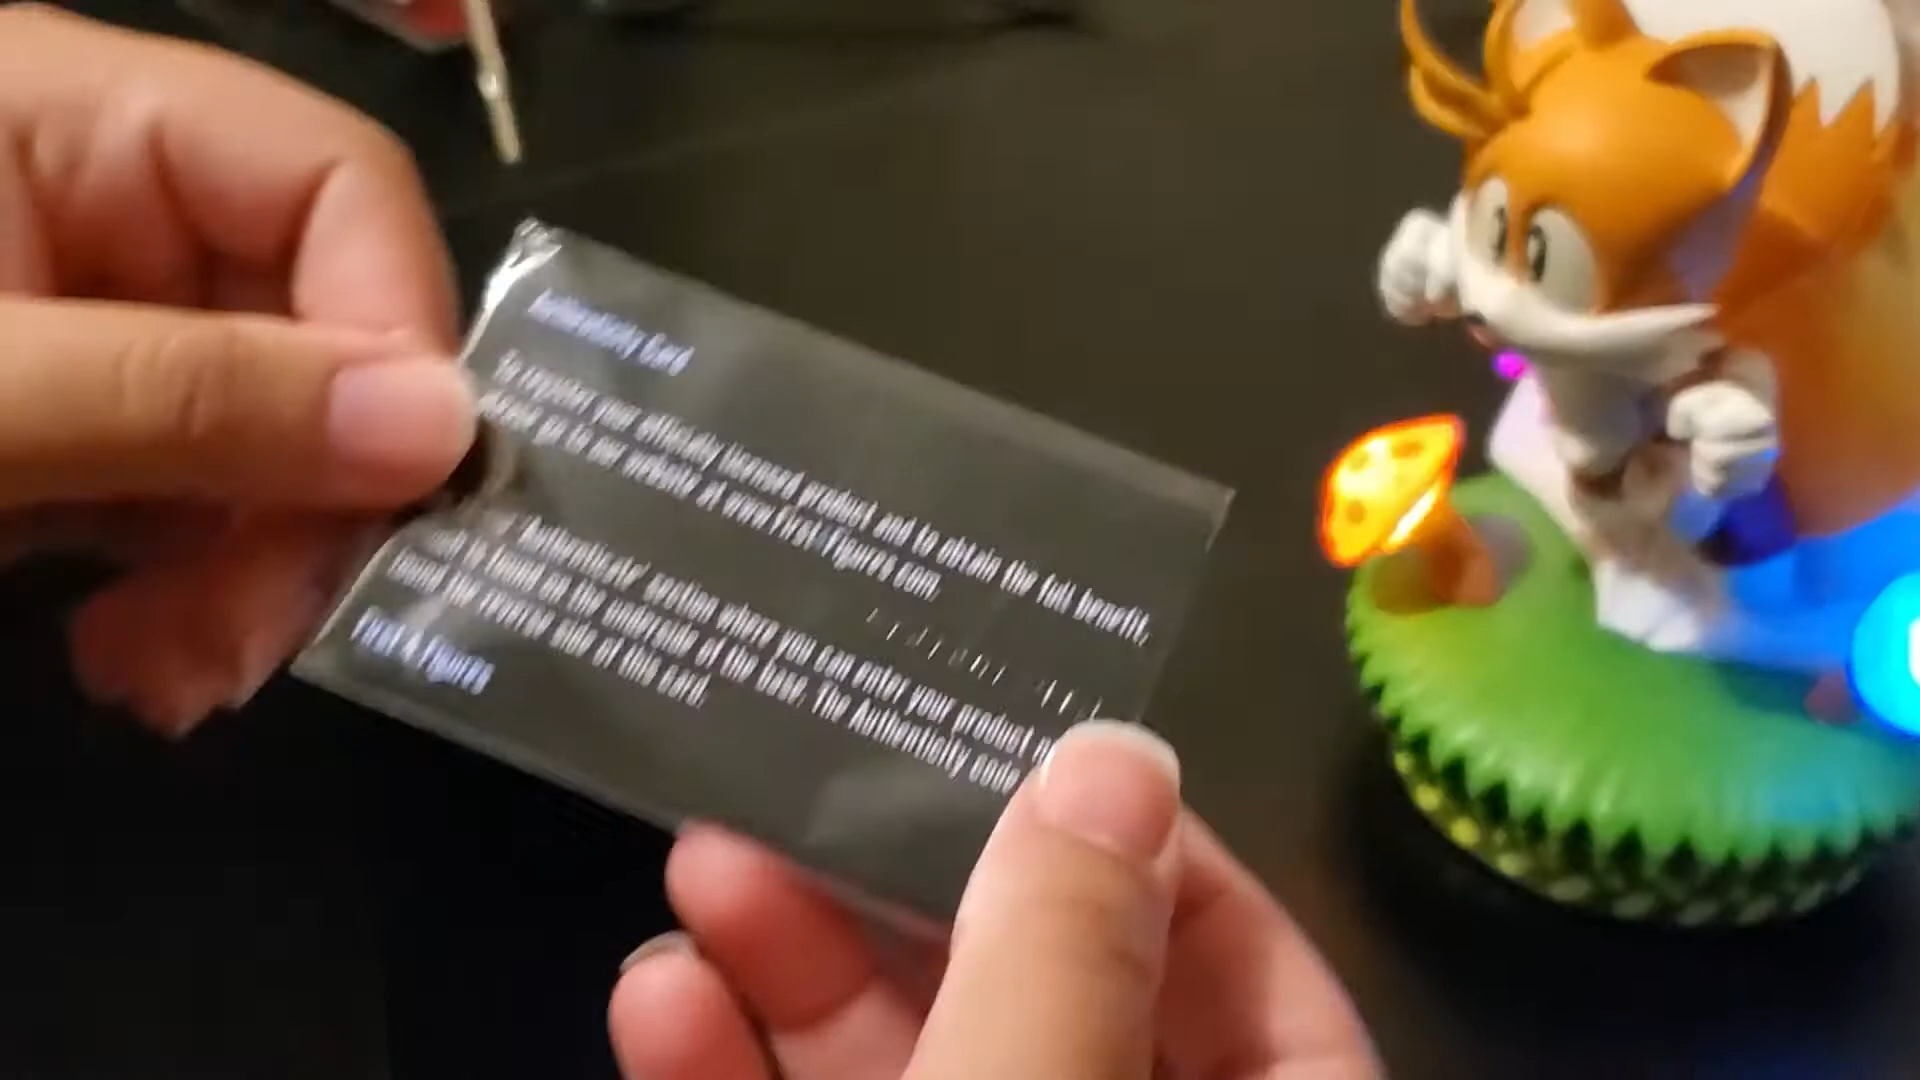 Authenticity Card
To register your officially licensed product and to obtain the full benefit,
please go to our website at www.First4Figures.com.
'Authenticate' section where you can enter your product
found on the underside of the base. The Authenticity code
the reverse side of this card.
First 4 Figures